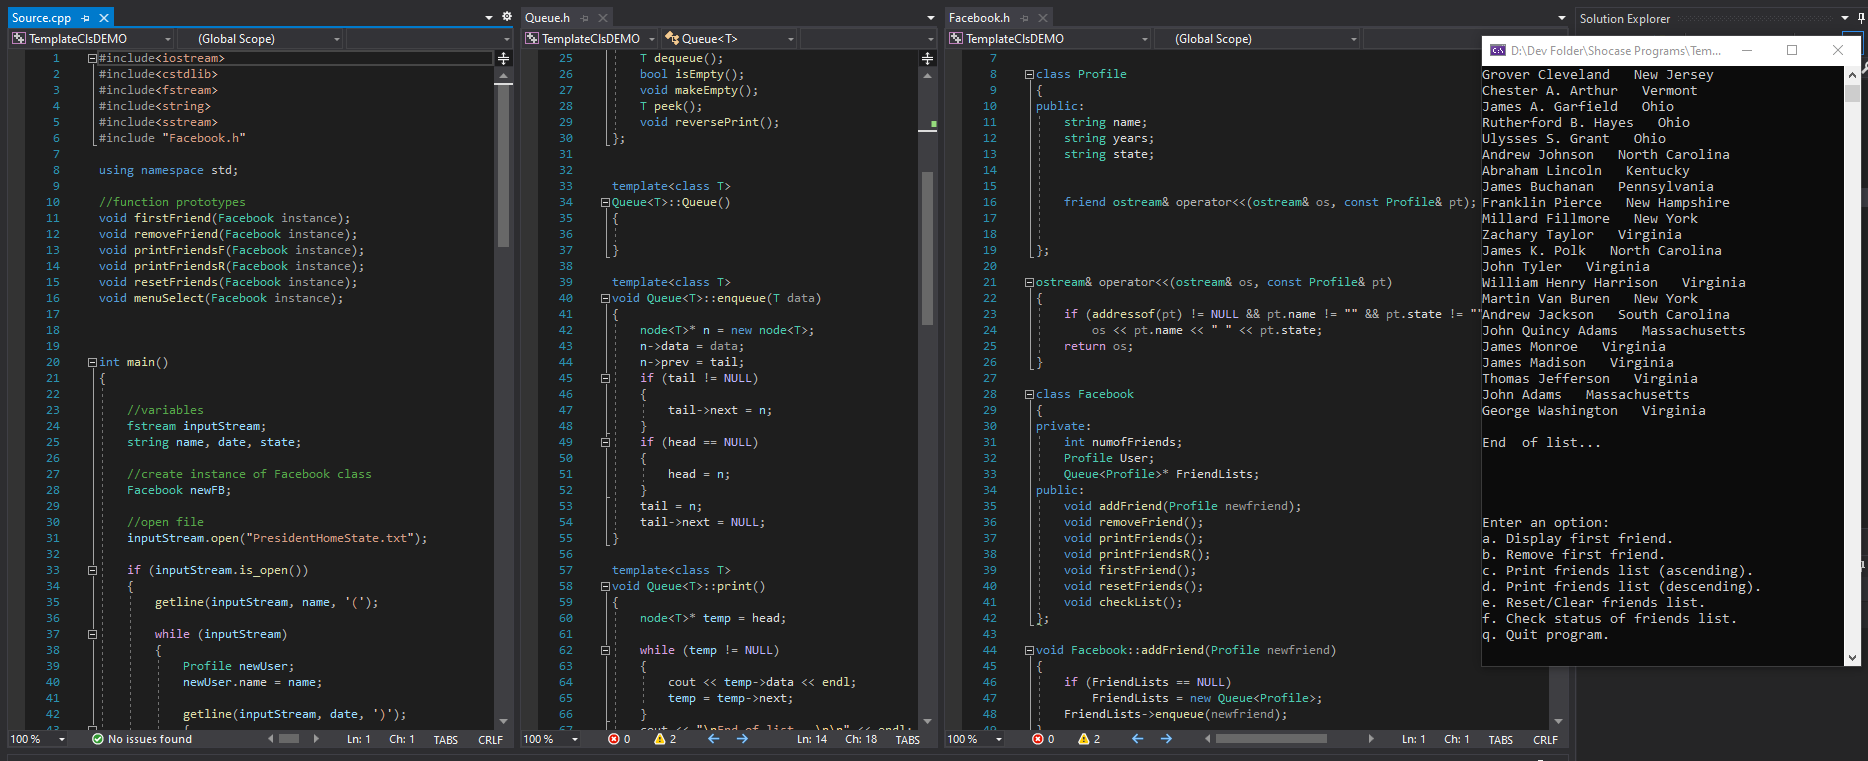 Source.cpp
TemplateClsDEMO
(Global Scope)
1 #include<iostream>
2 #include<cstdlib>
3 #include<fstream>
4 #include<string>
5 #include<sstream>
6 #include "Facebook.h"
7
8 using namespace std;
9
10 //function prototypes
11 void firstFriend(Facebook instance);
12 void removeFriend(Facebook instance);
13 void printFriendsF(Facebook instance);
14 void printFriendsR(Facebook instance);
15 void resetFriends(Facebook instance);
16 void menuSelect(Facebook instance);
17
18
19
20 int main()
21 {
22
23 //variables
24 fstream inputStream;
25 string name, date, state;
26
27 //create instance of Facebook class
28 Facebook newFB;
29
30 //open file
31 inputStream.open("PresidentHomeState.txt");
32
33 if (inputStream.is_open())
34 {
35 getline(inputStream, name, '(');
36
37 while (inputStream)
38 {
39 Profile newUser;
40 newUser.name = name;
41
42 getline(inputStream, date, ')');
43 {
100 %
No issues found
Ln: 1 Ch: 1 TABS CRLF
Queue.h
TemplateClsDEMO
Queue<T>
25 T dequeue();
26 bool isEmpty();
27 void makeEmpty();
28 T peek();
29 void reversePrint();
30 };
31
32
33 template<class T>
34 Queue<T>::Queue()
35 {
36
37 }
38
39 template<class T>
40 void Queue<T>::enqueue(T data)
41 {
42 node<T>* n = new node<T>;
43 n->data = data;
44 n->prev = tail;
45 if (tail != NULL)
46 {
47 tail->next = n;
48 }
49 if (head == NULL)
50 {
51 head = n;
52 }
53 tail = n;
54 tail->next = NULL;
55 }
56
57 template<class T>
58 void Queue<T>::print()
59 {
60 node<T>* temp = head;
61
62 while (temp != NULL)
63 {
64 cout << temp->data << endl;
65 temp = temp->next;
66 }
67 cout << "\nEnd of list...\n\n" << endl;
100 %
0 2
Ln: 14 Ch: 18 TABS
Facebook.h
TemplateClsDEMO
(Global Scope)
7
8 class Profile
9 {
10 public:
11 string name;
12 string years;
13 string state;
14
15
16 friend ostream& operator<<(ostream& os, const Profile& pt);
17
18
19 };
20
21 ostream& operator<<(ostream& os, const Profile& pt)
22 {
23 if (addressof(pt) != NULL && pt.name != "" && pt.state != ""
24 os << pt.name << " " << pt.state;
25 return os;
26 }
27
28 class Facebook
29 {
30 private:
31 int numofFriends;
32 Profile User;
33 Queue<Profile>* FriendLists;
34 public:
35 void addFriend(Profile newfriend);
36 void removeFriend();
37 void printFriends();
38 void printFriendsR();
39 void firstFriend();
40 void resetFriends();
41 void checkList();
42 };
43
44 void Facebook::addFriend(Profile newfriend)
45 {
46 if (FriendLists == NULL)
47 FriendLists = new Queue<Profile>;
48 FriendLists->enqueue(newfriend);
49 }
100 %
0 2
Ln: 1 Ch: 1 TABS CRLF
Solution Explorer
D:\Dev Folder\Shocase Programs\Tem...
Grover Cleveland New Jersey
Chester A. Arthur Vermont
James A. Garfield Ohio
Rutherford B. Hayes Ohio
Ulysses S. Grant Ohio
Andrew Johnson North Carolina
Abraham Lincoln Kentucky
James Buchanan Pennsylvania
Franklin Pierce New Hampshire
Millard Fillmore New York
Zachary Taylor Virginia
James K. Polk North Carolina
John Tyler Virginia
William Henry Harrison Virginia
Martin Van Buren New York
Andrew Jackson South Carolina
John Quincy Adams Massachusetts
James Monroe Virginia
James Madison Virginia
Thomas Jefferson Virginia
John Adams Massachusetts
George Washington Virginia
End of list...
Enter an option:
a. Display first friend.
b. Remove first friend.
c. Print friends list (ascending).
d. Print friends list (descending).
e. Reset/Clear friends list.
f. Check status of friends list.
q. Quit program.